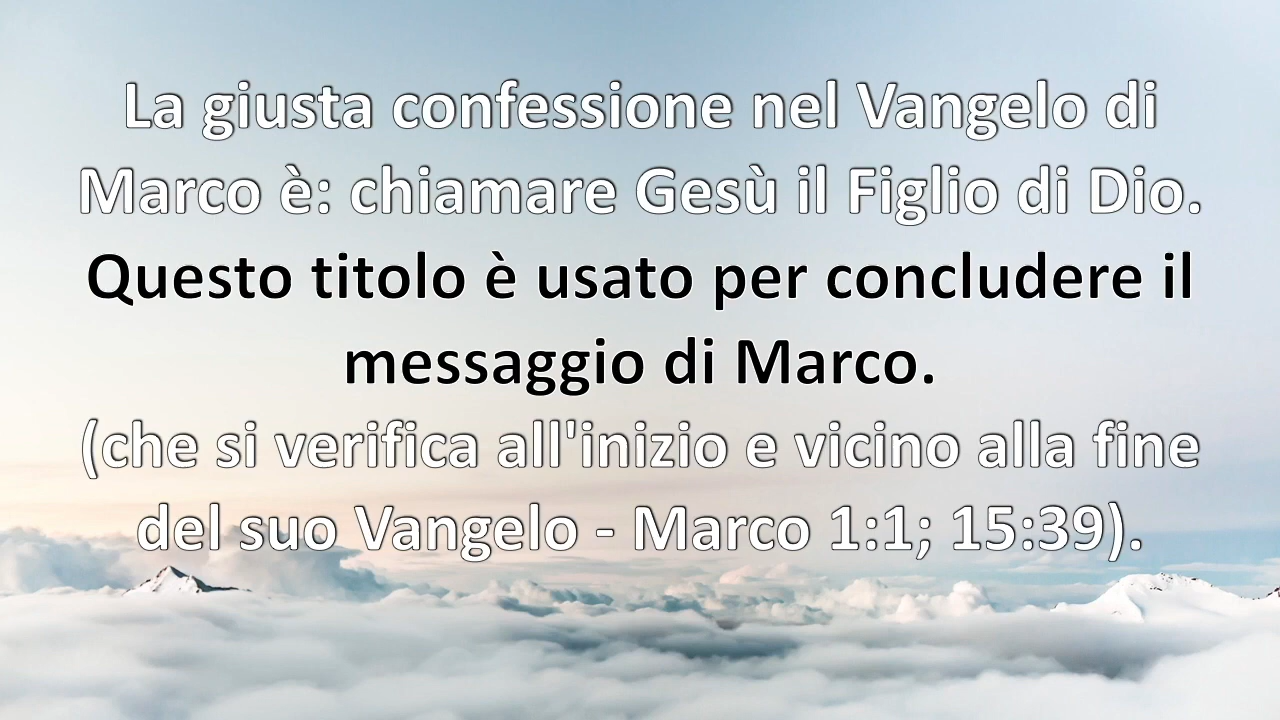 La giusta confessione nel Vangelo di
Marco è: chiamare Gesù il Figlio di Dio.
Questo titolo è usato per concludere il
messaggio di Marco.
(che si verifica all'inizio e vicino alla fine
del suo Vangelo - Marco 1:1; 15:39).